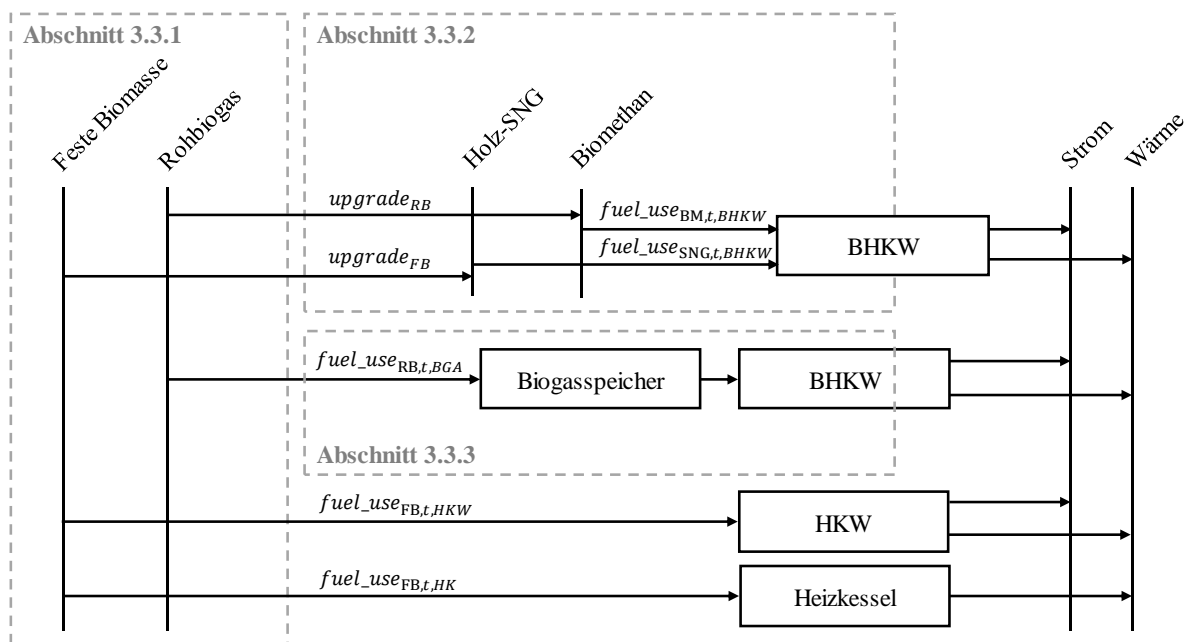 Abschnitt 3.3.1
Abschnitt 3.3.2
Feste Biomasse
Rohbiogas
Holz-SNG
Biomethan
Strom
Wärme
upgrade_RB
fuel_use_BM,t,BHKW
BHKW
upgrade_FB
fuel_use_SNG,t,BHKW
fuel_use_RB,t,BGA
Biogasspeicher
BHKW
Abschnitt 3.3.3
fuel_use_FB,t,HKW
HKW
fuel_use_FB,t,HK
Heizkessel